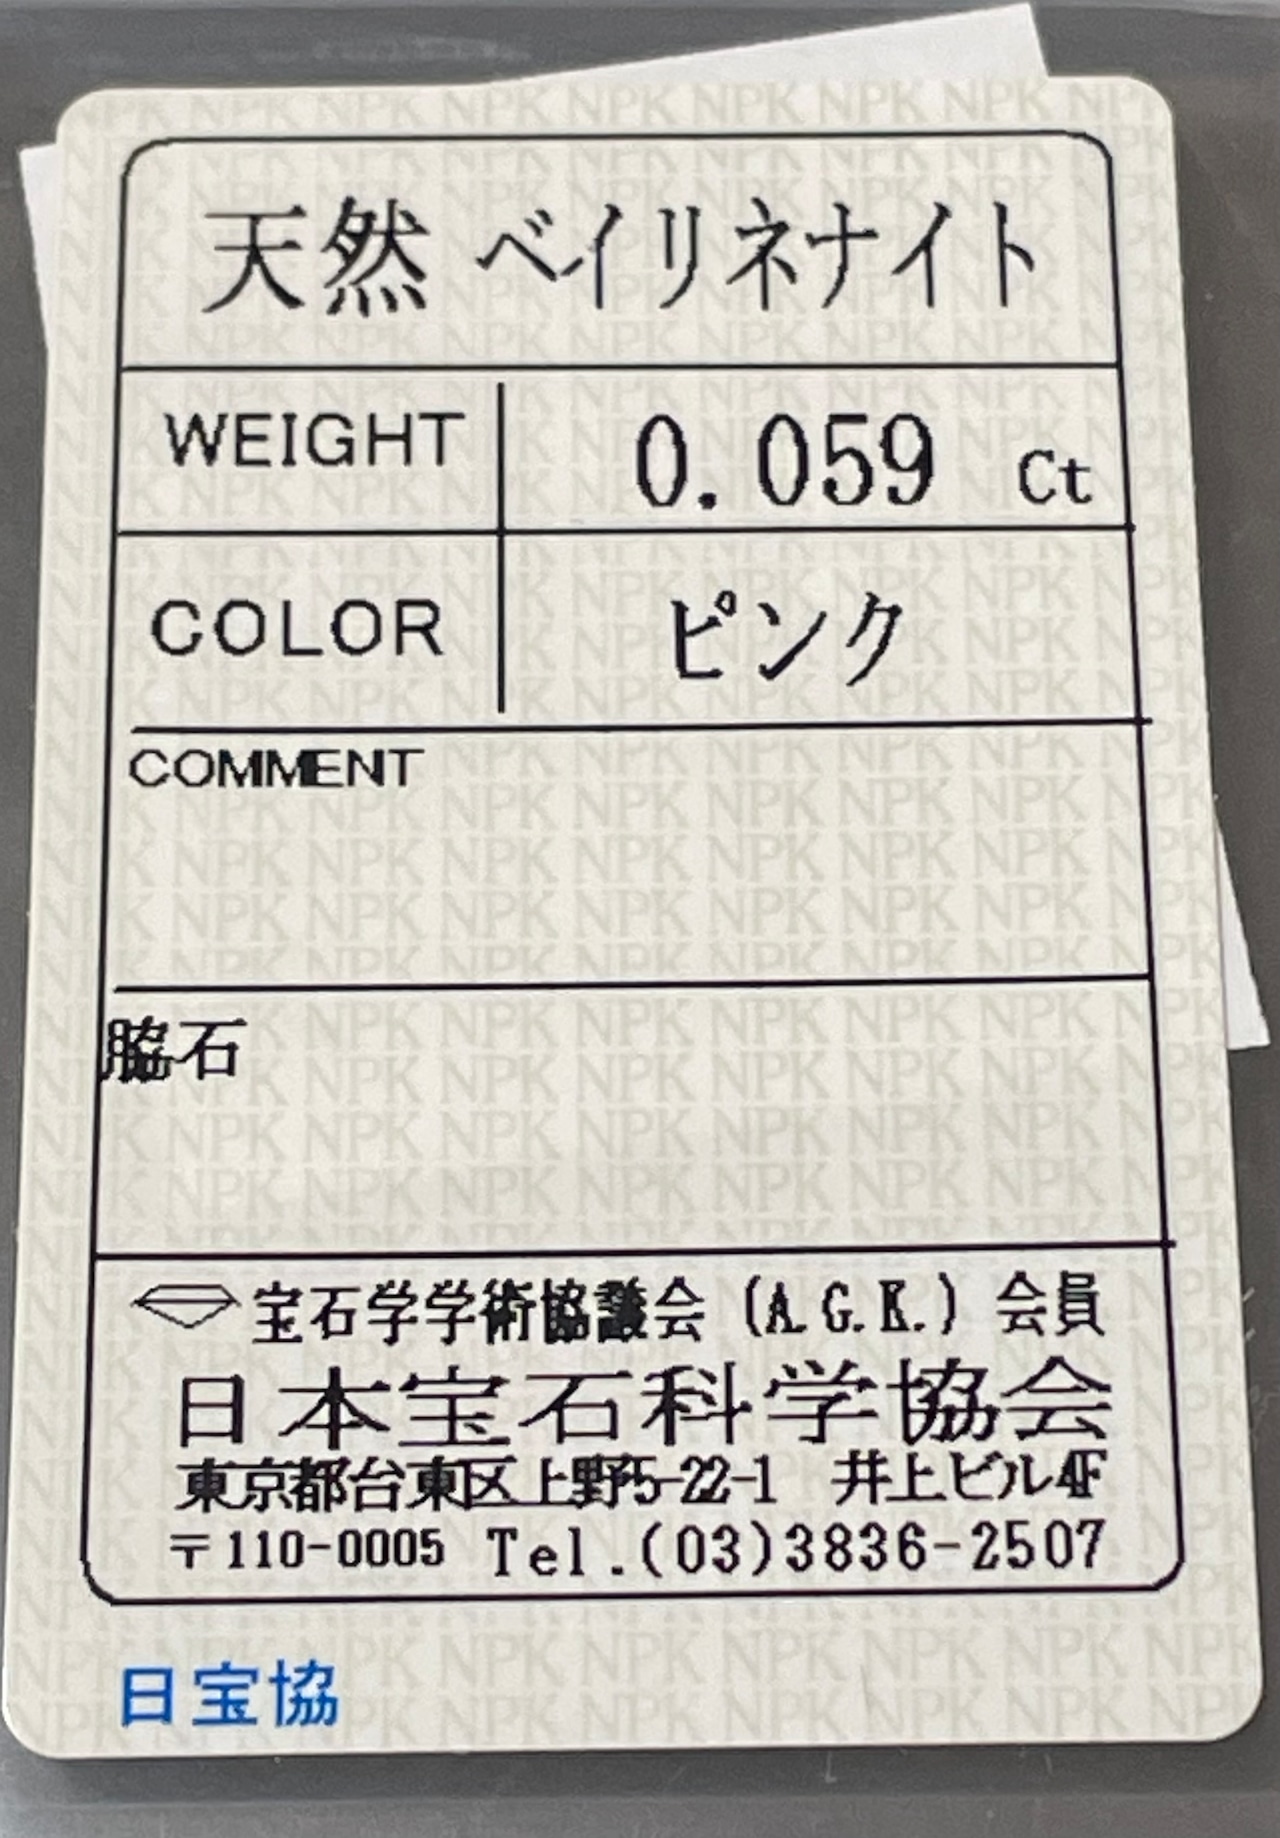 天然 ベイリネナイト
WEIGHT 0.059 Ct
COLOR ピンク
COMMENT
脇石
宝石学学術協議会 (A.G.K.) 会員
日本宝石科学協会
東京都台東区上野5-22-1 井上ビル4F
〒110-0005 Tel.(03)3836-2507
日宝協